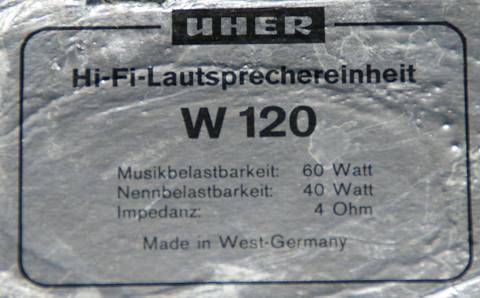 UHER
Hi-Fi-Lautsprechereinheit
W 120
Musikbelastbarkeit: 60 Watt
Nennbelastbarkeit: 40 Watt
Impedanz: 4 Ohm
Made in West-Germany